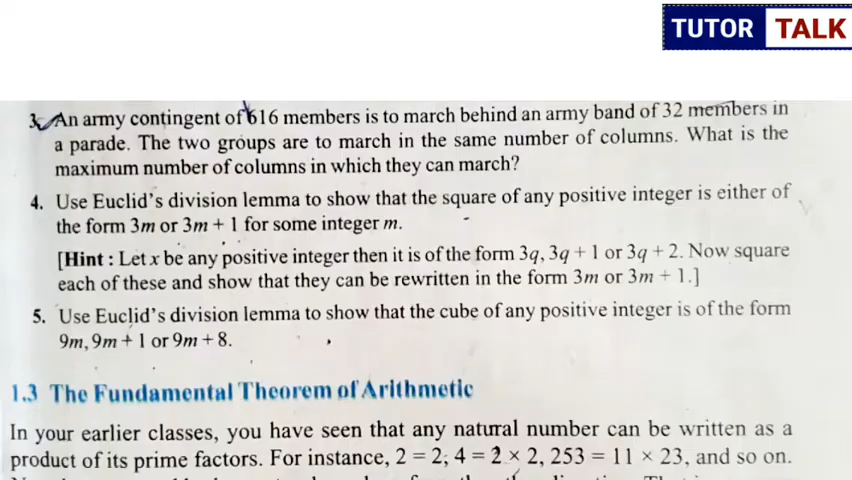 TUTOR TALK
3. An army contingent of 616 members is to march behind an army band of 32 members in
a parade. The two groups are to march in the same number of columns. What is the
maximum number of columns in which they can march?
4. Use Euclid's division lemma to show that the square of any positive integer is either of
the form 3m or 3m + 1 for some integer m.
[Hint : Let x be any positive integer then it is of the form 3q, 3q + 1 or 3q + 2. Now square
each of these and show that they can be rewritten in the form 3m or 3m + 1.]
5. Use Euclid's division lemma to show that the cube of any positive integer is of the form
9m, 9m + 1 or 9m + 8.
1.3 The Fundamental Theorem of Arithmetic
In your earlier classes, you have seen that any natural number can be written as a
product of its prime factors. For instance, 2 = 2, 4 = 2 × 2, 253 = 11 × 23, and so on.